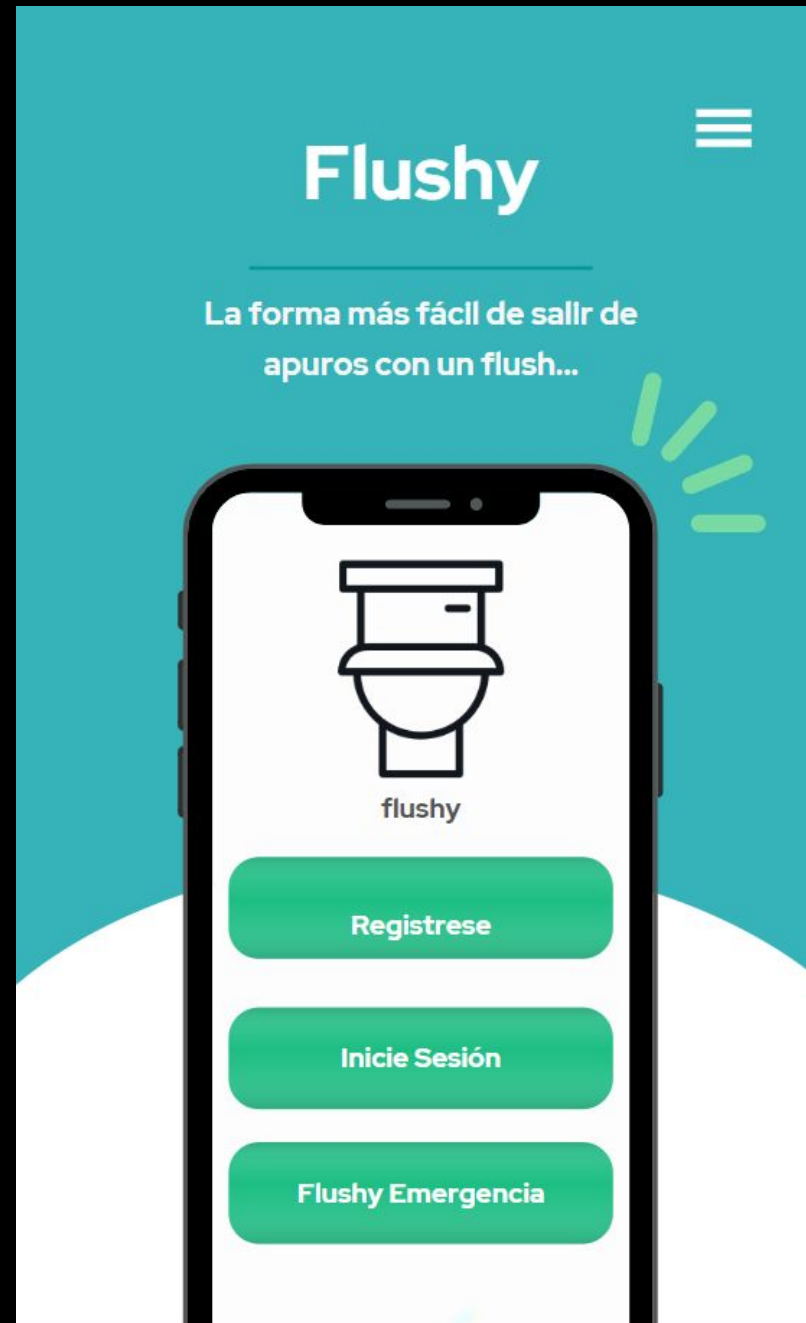 Flushy
La forma más fácil de salir de
apuros con un flush...
flushy
Registrese
Inicie Sesión
Flushy Emergencia